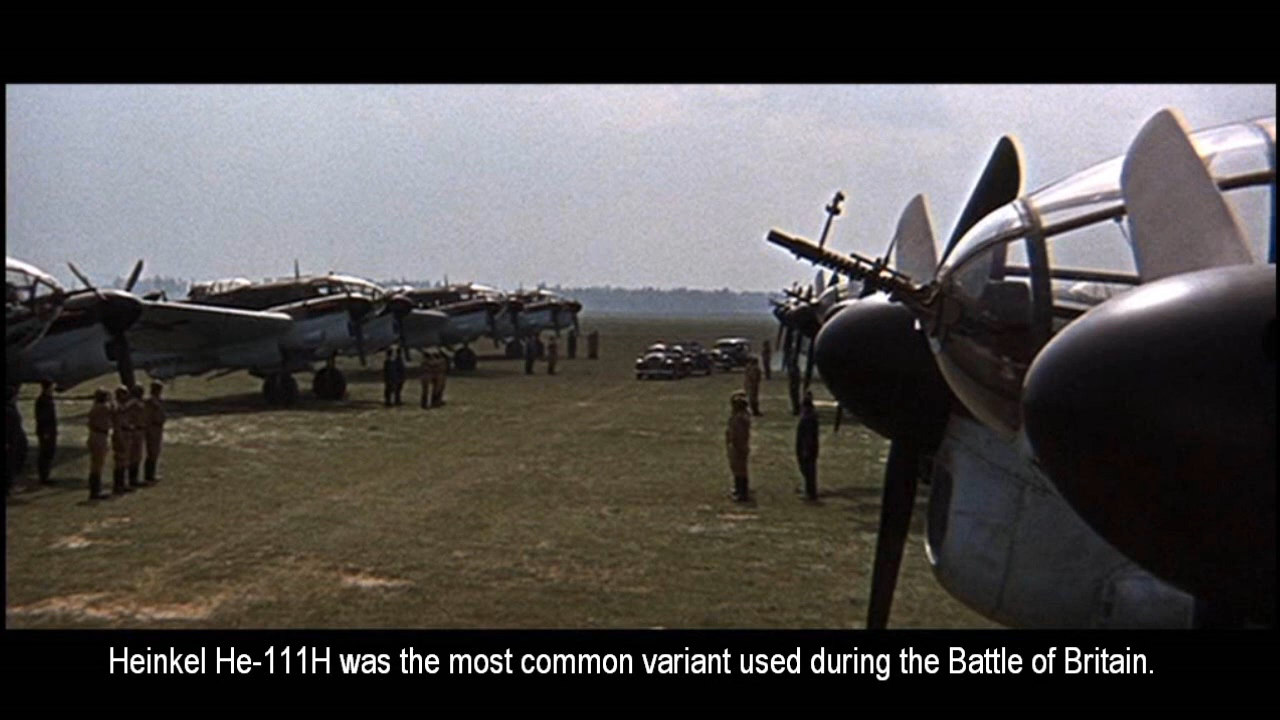 Heinkel He-111H was the most common variant used during the Battle of Britain.